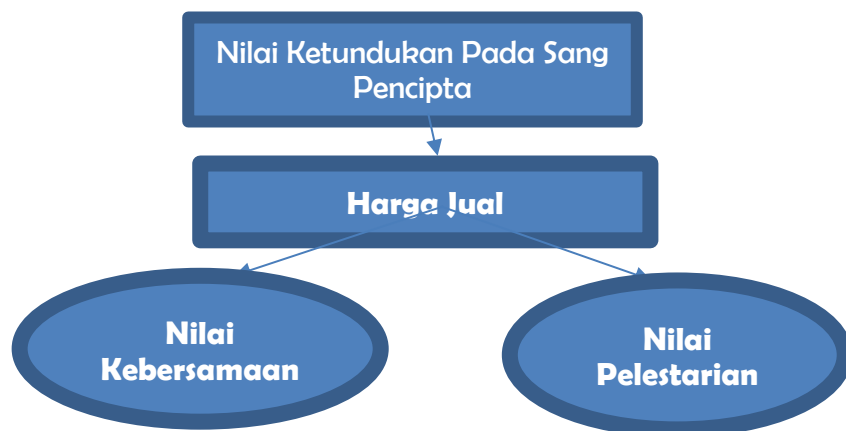 Nilai Ketundukan Pada Sang
Pencipta
Harga Jual
Nilai
Kebersamaan
Nilai
Pelestarian